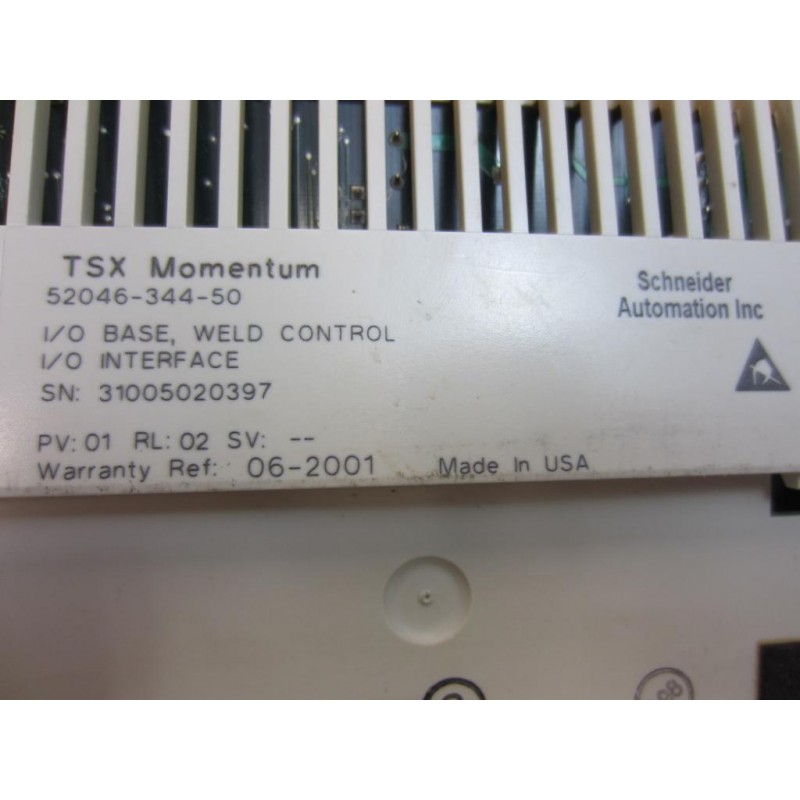 TSX Momentum
52046-344-50
I/O BASE, WELD CONTROL
I/O INTERFACE
SN: 31005020397
PV: 01 RL: 02 SV: --
Warranty Ref: 06-2001 Made In USA
Schneider
Automation Inc